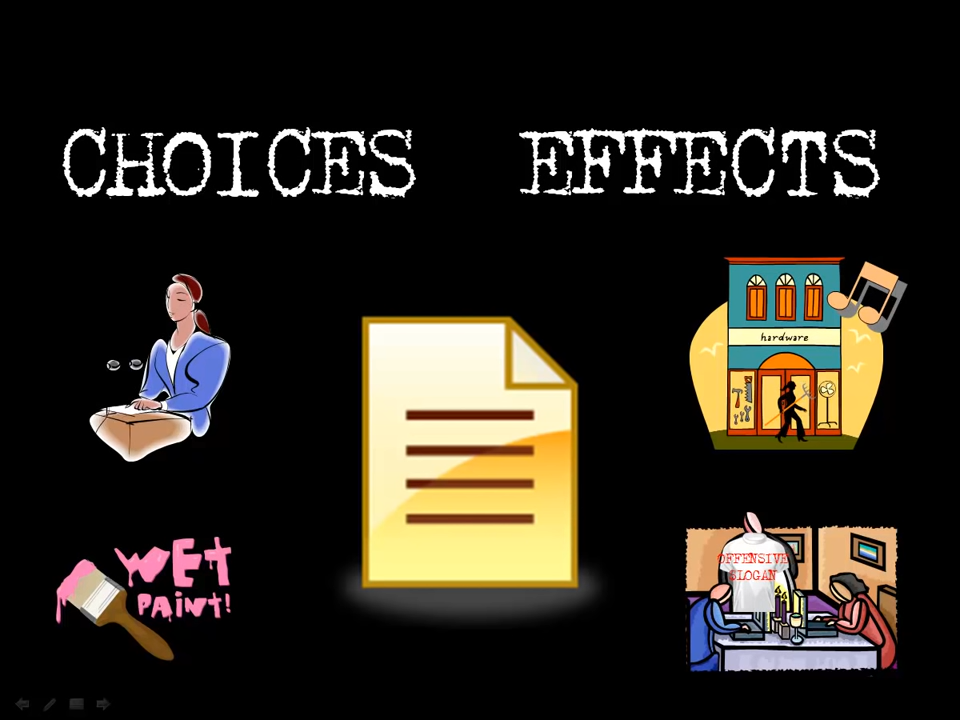 CHOICES EFFECTS
hardware
WET
PAINT!
OFFENSIVE
SLOGAN